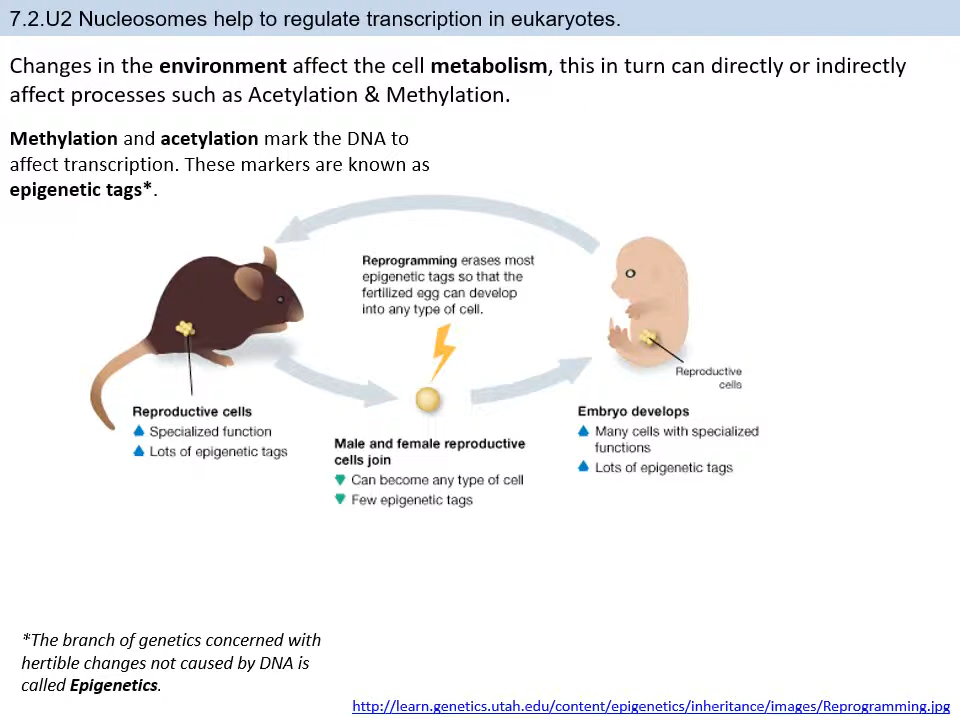 7.2.U2 Nucleosomes help to regulate transcription in eukaryotes.
Changes in the environment affect the cell metabolism, this in turn can directly or indirectly
affect processes such as Acetylation & Methylation.
Methylation and acetylation mark the DNA to
affect transcription. These markers are known as
epigenetic tags*.
Reprogramming erases most
epigenetic tags so that the
fertilized egg can develop
into any type of cell.
Reproductive
cells
Reproductive cells
Specialized function
Lots of epigenetic tags
Male and female reproductive
cells join
Can become any type of cell
Few epigenetic tags
Embryo develops
Many cells with specialized
functions
Lots of epigenetic tags
*The branch of genetics concerned with
hertible changes not caused by DNA is
called Epigenetics.
http://learn.genetics.utah.edu/content/epigenetics/inheritance/images/Reprogramming.jpg